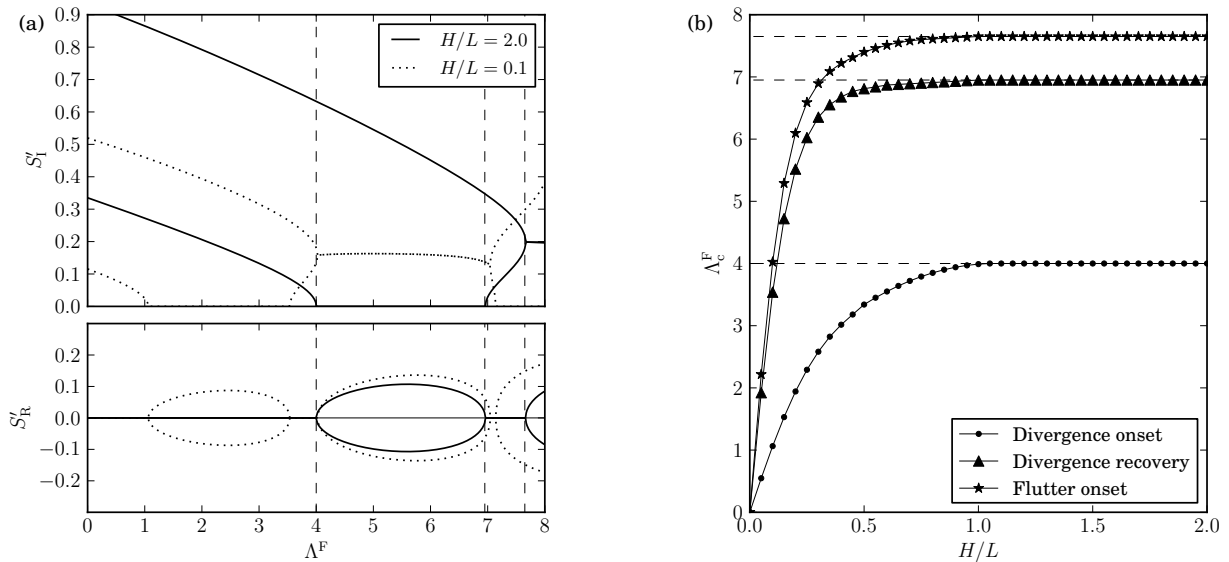 (a)
0.9
0.8
0.7
0.6
0.5
0.4
0.3
0.2
0.1
0.0
S′_I
H/L = 2.0
H/L = 0.1
0.2
0.1
0.0
−0.1
−0.2
S′_R
0 1 2 3 4 5 6 7 8
Λ^F
(b)
8
7
6
5
4
3
2
1
0
Λ_c^F
Divergence onset
Divergence recovery
Flutter onset
0.0 0.5 1.0 1.5 2.0
H/L